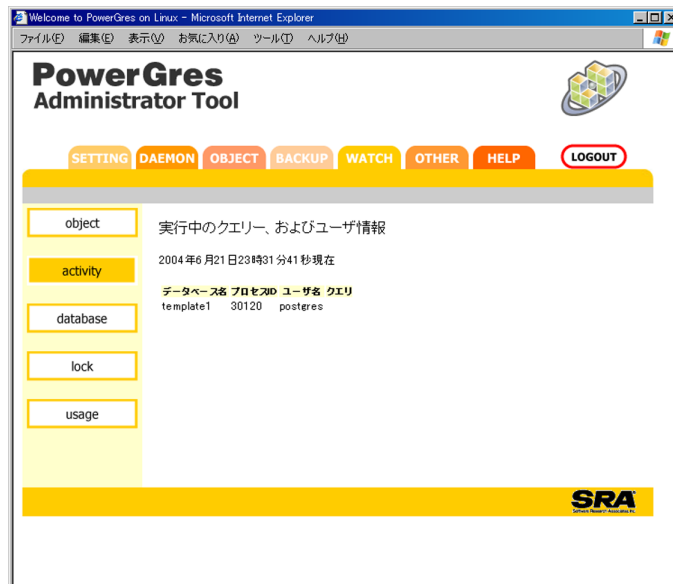 Welcome to PowerGres on Linux - Microsoft Internet Explorer
ファイル(F) 編集(E) 表示(V) お気に入り(A) ツール(T) ヘルプ(H)
PowerGres
Administrator Tool
SETTING DAEMON OBJECT BACKUP WATCH OTHER HELP LOGOUT
object
activity
database
lock
usage
実行中のクエリー、およびユーザ情報
2004年6月21日23時31分41秒現在
データベース名 プロセスID ユーザ名 クエリ
template1 30120 postgres
SRA
Software Research Associates, Inc.